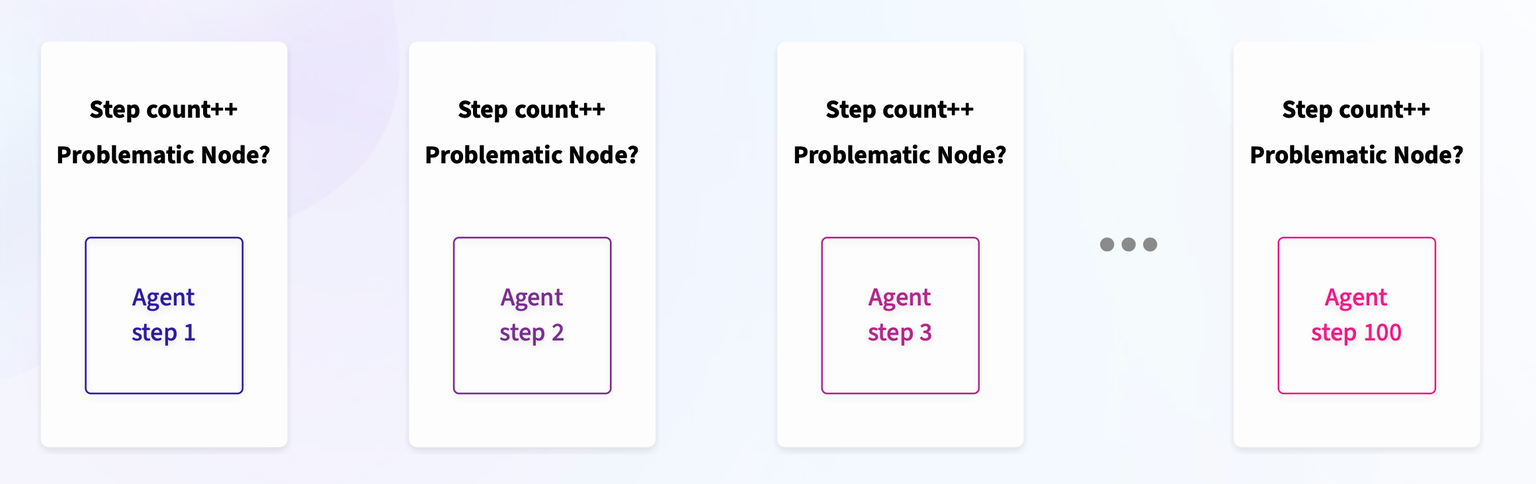 Step count++
Problematic Node?
Agent
step 1
Step count++
Problematic Node?
Agent
step 2
Step count++
Problematic Node?
Agent
step 3
Step count++
Problematic Node?
Agent
step 100